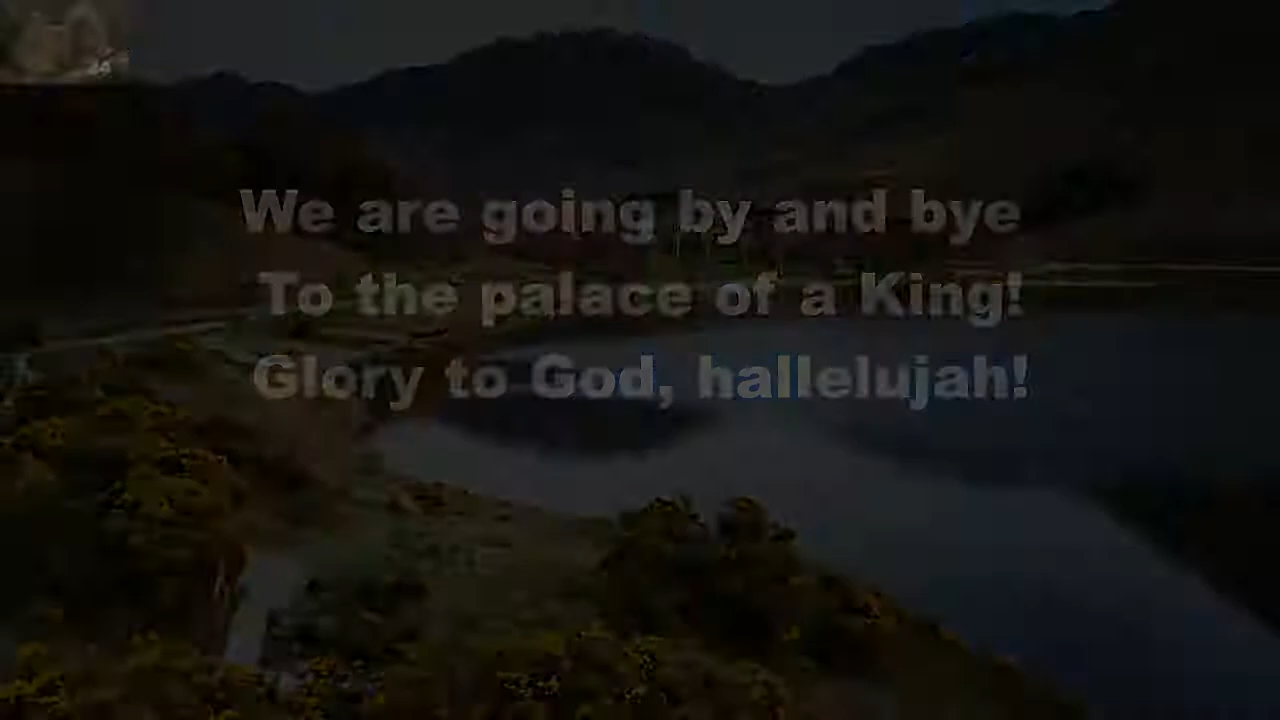 We are going by and bye
To the palace of a King!
Glory to God, hallelujah!